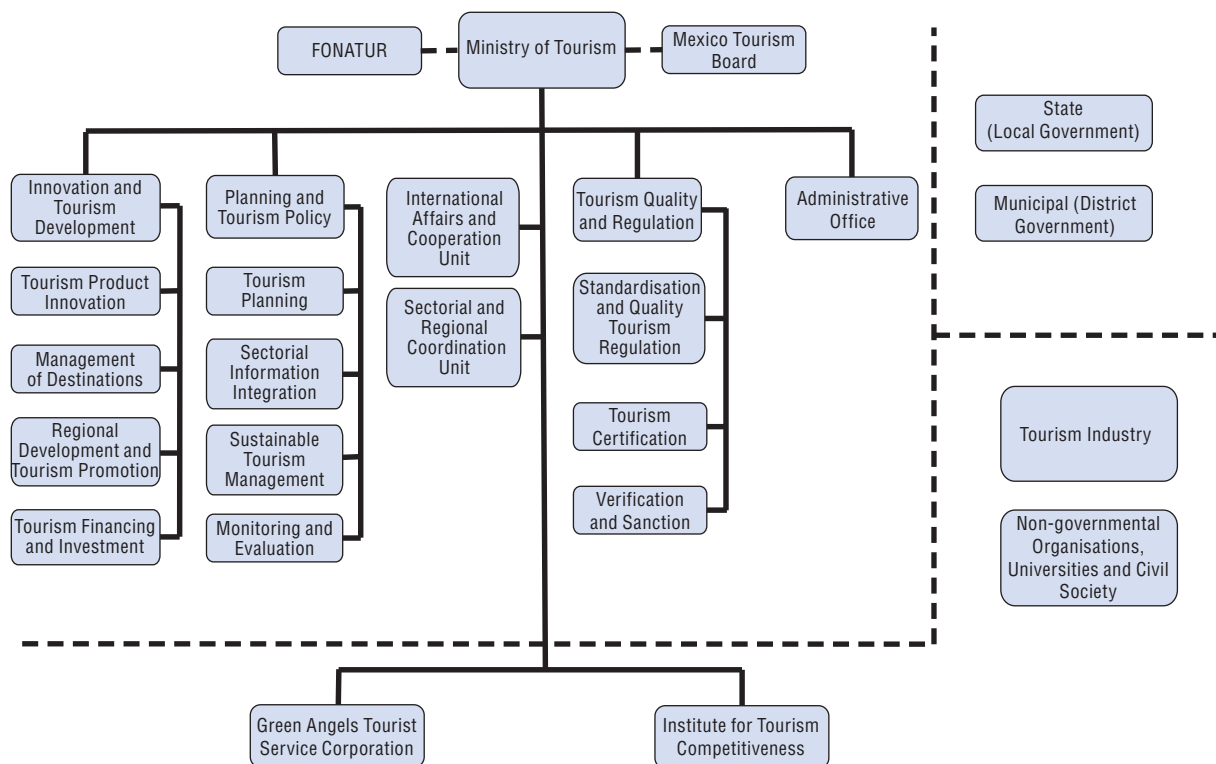 FONATUR
Ministry of Tourism
Mexico Tourism
Board
State
(Local Government)
Municipal (District
Government)
Innovation and
Tourism
Development
Tourism Product
Innovation
Management
of Destinations
Regional
Development and
Tourism Promotion
Tourism Financing
and Investment
Planning and
Tourism Policy
Tourism
Planning
Sectorial
Information
Integration
Sustainable
Tourism
Management
Monitoring and
Evaluation
International
Affairs and
Cooperation
Unit
Sectorial and
Regional
Coordination
Unit
Tourism Quality
and Regulation
Standardisation
and Quality
Tourism
Regulation
Tourism
Certification
Verification
and Sanction
Administrative
Office
Tourism Industry
Non-governmental
Organisations,
Universities and Civil
Society
Green Angels Tourist
Service Corporation
Institute for Tourism
Competitiveness